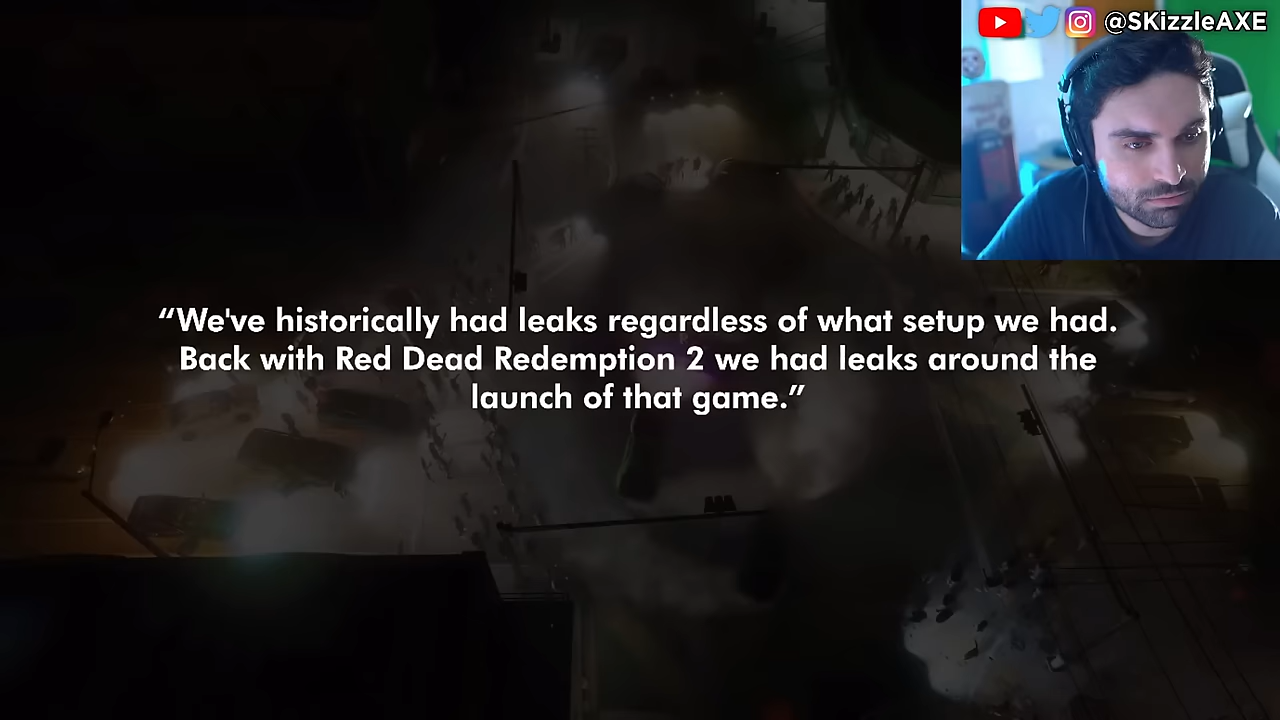 @SKizzleAXE
“We've historically had leaks regardless of what setup we had.
Back with Red Dead Redemption 2 we had leaks around the
launch of that game.”